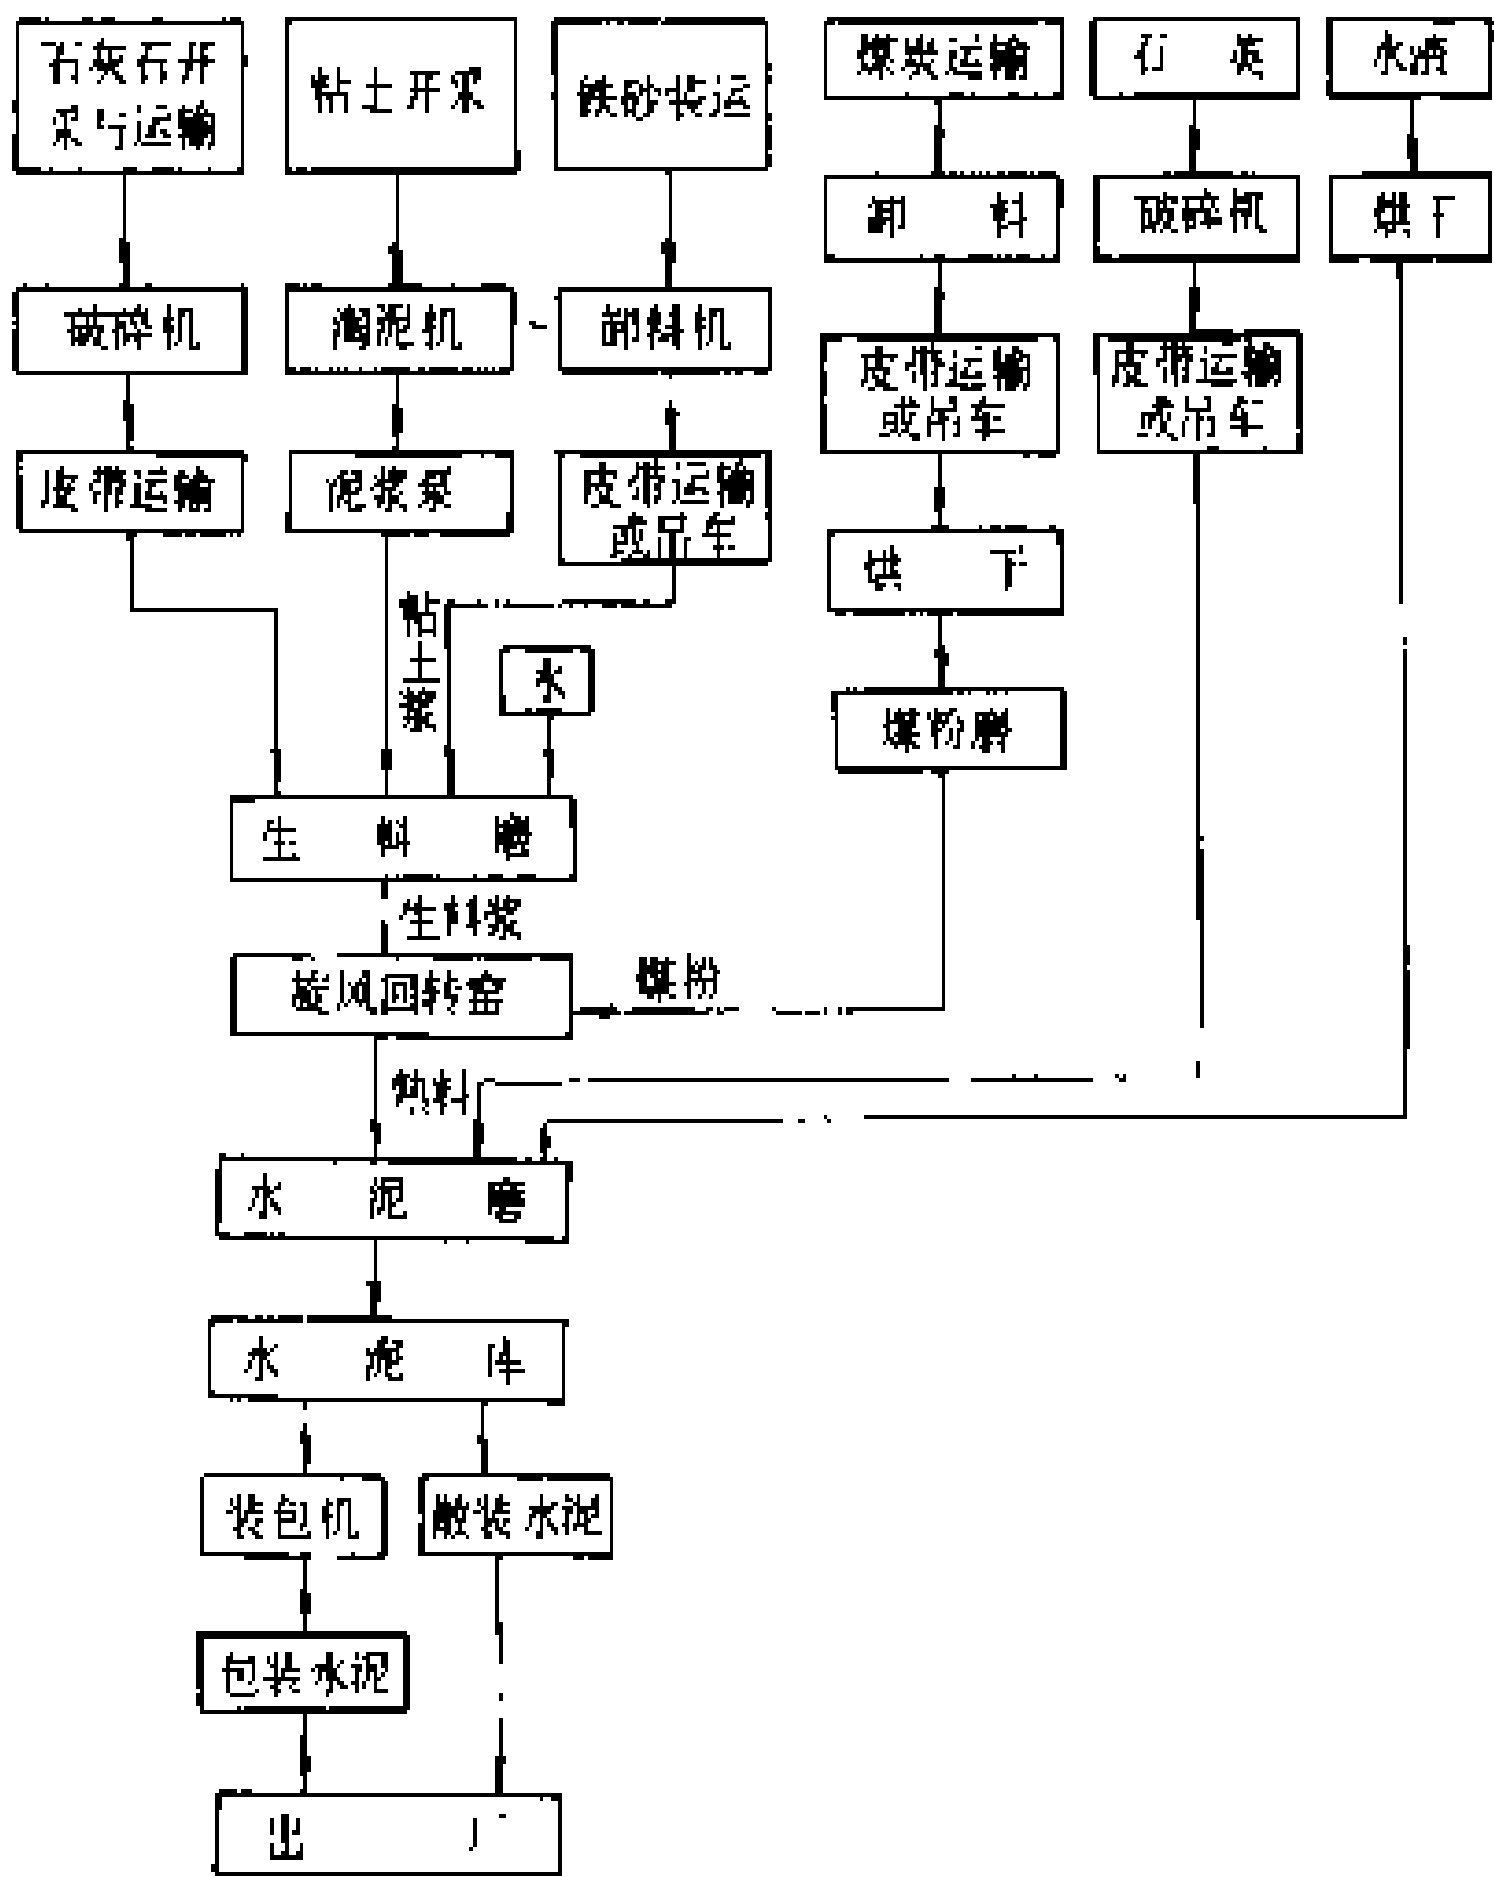 石灰石开
采与运输
粘土开采
铁砂装运
煤炭运输
石 膏
水渣
卸 料
破碎机
烘干
破碎机
淘泥机
卸料机
皮带运输
或吊车
皮带运输
或吊车
皮带运输
泥浆泵
皮带运输
或吊车
烘 干
粘土浆
水
煤粉磨
生 料 磨
生料浆
旋风回转窑
煤粉
熟料
水 泥 磨
水 泥 库
装包机
散装水泥
包装水泥
出 厂